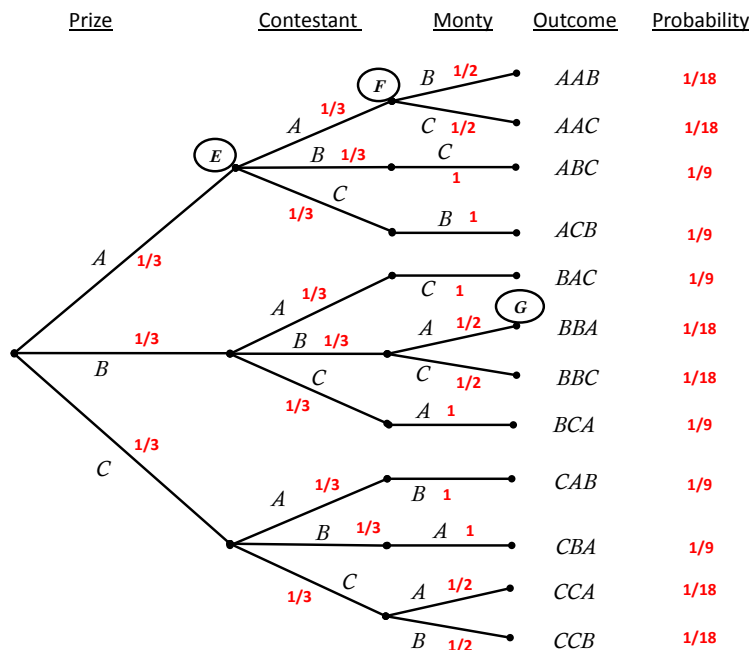 Prize Contestant Monty Outcome Probability
B 1/2 AAB 1/18
F
1/3
A
C 1/2 AAC 1/18
E
B 1/3 C ABC 1/9
1
C
1/3
B 1 ACB 1/9
A 1/3
1/3
A
C 1 BAC 1/9
G
1/3
B
B 1/3
A 1/2 BBA 1/18
C 1/2 BBC 1/18
C
1/3
A 1 BCA 1/9
1/3
C
1/3
A
B 1 CAB 1/9
B 1/3 A 1 CBA 1/9
C
1/3
A 1/2 CCA 1/18
B 1/2 CCB 1/18